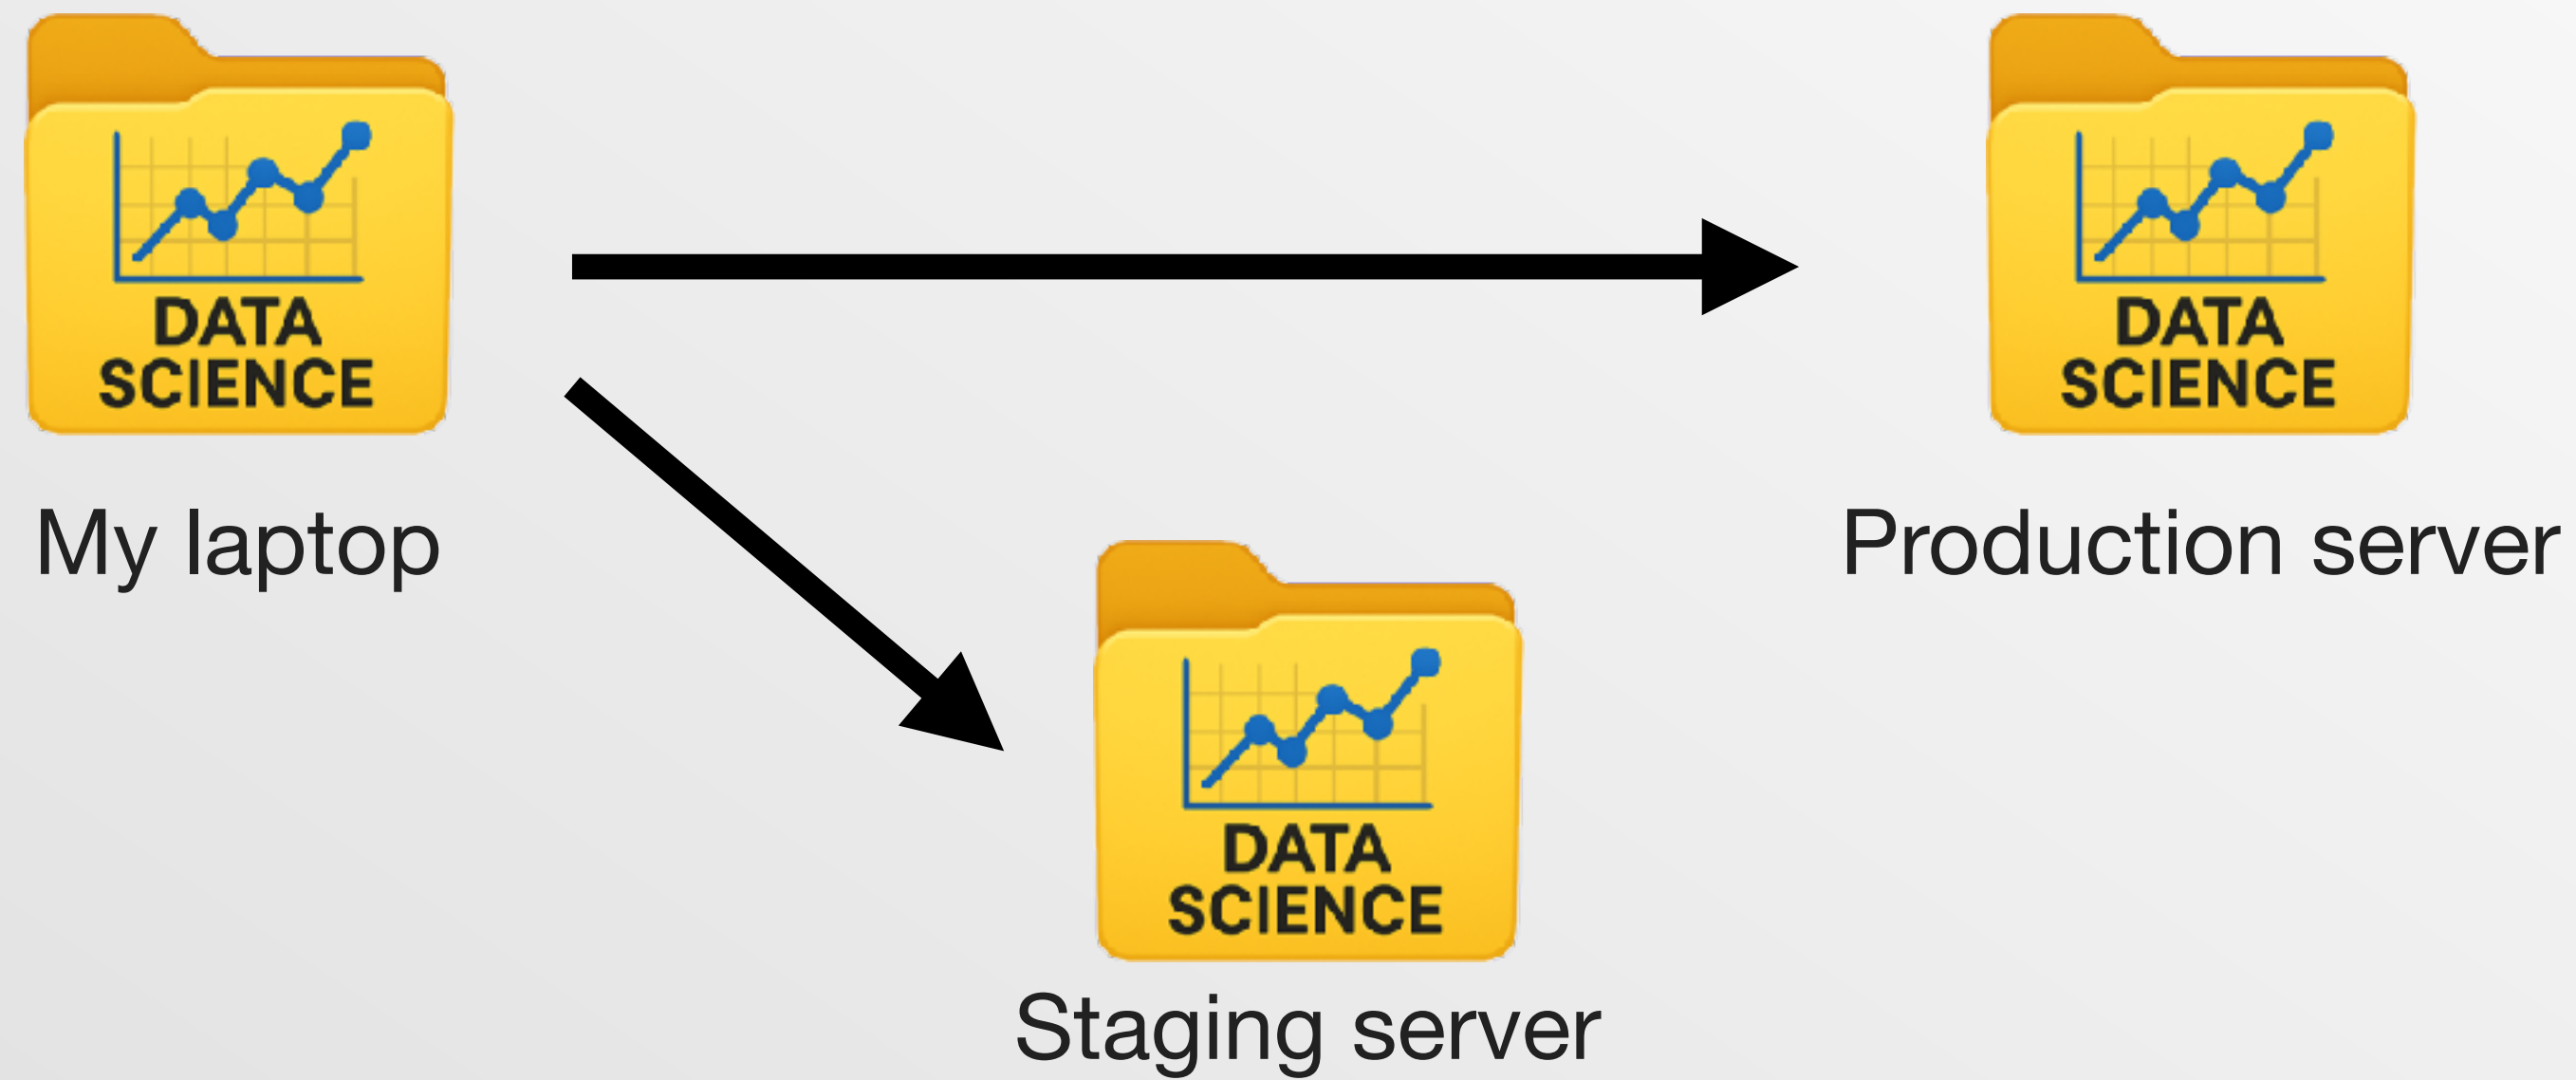 DATA
SCIENCE
My laptop
DATA
SCIENCE
Production server
DATA
SCIENCE
Staging server